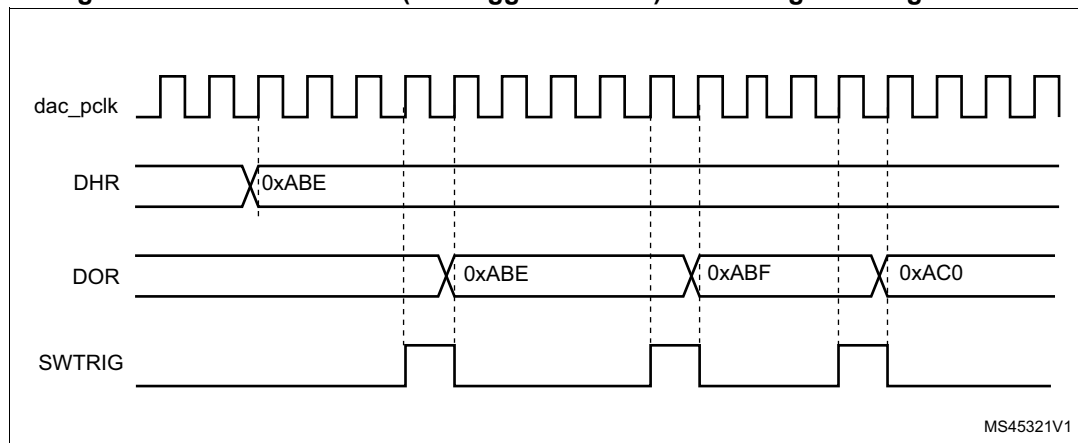 dac_pclk
DHR
0xABE
DOR
0xABE
0xABF
0xAC0
SWTRIG
MS45321V1